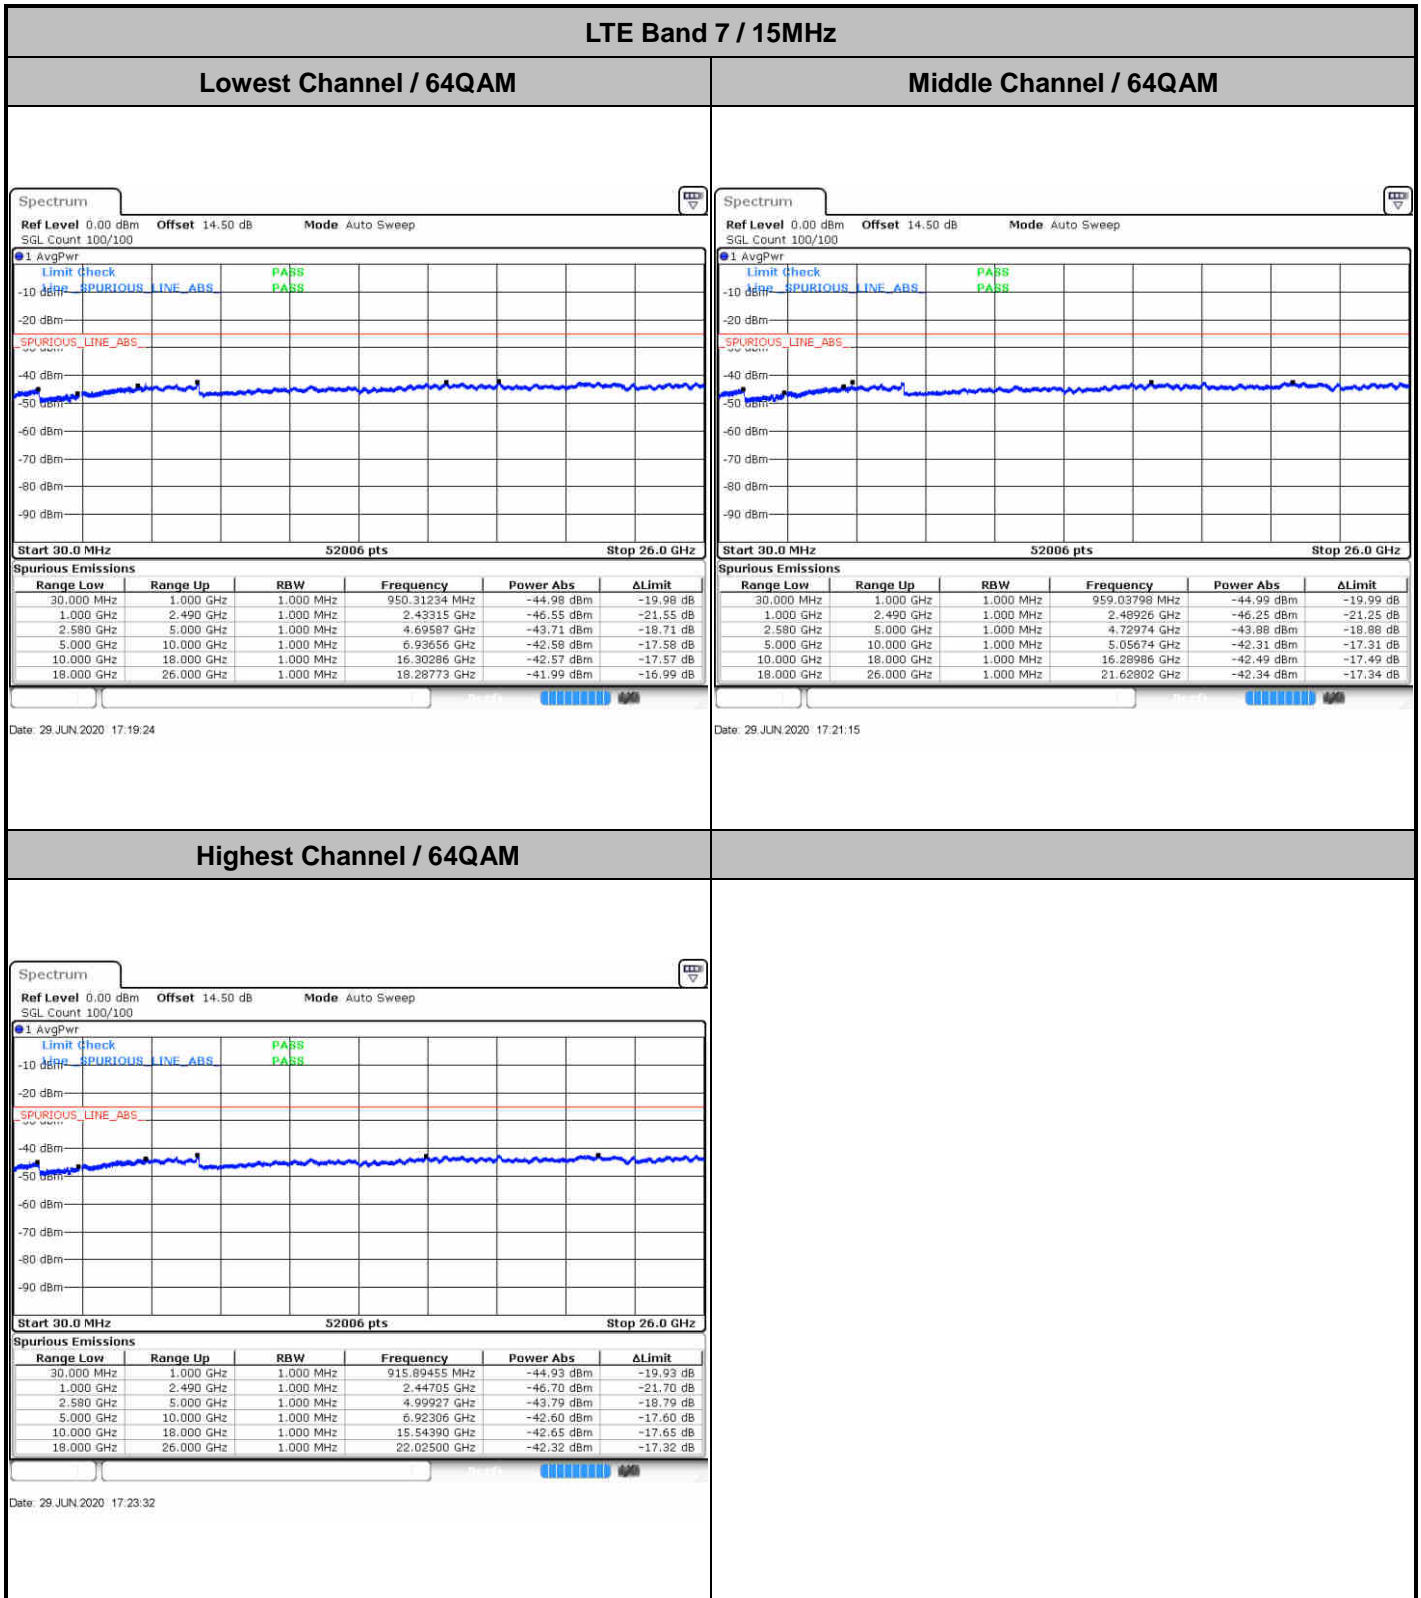 LTE Band 7 / 15MHz
Lowest Channel / 64QAM
Middle Channel / 64QAM
Spectrum
Ref Level 0.00 dBm Offset 14.50 dB Mode Auto Sweep
SGL Count 100/100
1 AvgPwr
Limit Check PASS
Line _SPURIOUS_LINE_ABS_ PASS
-10 dBm
-20 dBm
_SPURIOUS_LINE_ABS_
-30 dBm
-40 dBm
-50 dBm
-60 dBm
-70 dBm
-80 dBm
-90 dBm
Start 30.0 MHz 52006 pts Stop 26.0 GHz
Spurious Emissions
Range Low Range Up RBW Frequency Power Abs ΔLimit
30.000 MHz 1.000 GHz 1.000 MHz 950.31234 MHz -44.98 dBm -19.98 dB
1.000 GHz 2.490 GHz 1.000 MHz 2.43315 GHz -46.55 dBm -21.55 dB
2.580 GHz 5.000 GHz 1.000 MHz 4.69587 GHz -43.71 dBm -18.71 dB
5.000 GHz 10.000 GHz 1.000 MHz 6.93656 GHz -42.58 dBm -17.58 dB
10.000 GHz 18.000 GHz 1.000 MHz 16.30286 GHz -42.57 dBm -17.57 dB
18.000 GHz 26.000 GHz 1.000 MHz 18.28773 GHz -41.99 dBm -16.99 dB
Date: 29.JUN.2020 17:19:24
Spectrum
Ref Level 0.00 dBm Offset 14.50 dB Mode Auto Sweep
SGL Count 100/100
1 AvgPwr
Limit Check PASS
Line _SPURIOUS_LINE_ABS_ PASS
-10 dBm
-20 dBm
_SPURIOUS_LINE_ABS_
-30 dBm
-40 dBm
-50 dBm
-60 dBm
-70 dBm
-80 dBm
-90 dBm
Start 30.0 MHz 52006 pts Stop 26.0 GHz
Spurious Emissions
Range Low Range Up RBW Frequency Power Abs ΔLimit
30.000 MHz 1.000 GHz 1.000 MHz 959.03798 MHz -44.99 dBm -19.99 dB
1.000 GHz 2.490 GHz 1.000 MHz 2.48926 GHz -46.25 dBm -21.25 dB
2.580 GHz 5.000 GHz 1.000 MHz 4.72974 GHz -43.88 dBm -18.88 dB
5.000 GHz 10.000 GHz 1.000 MHz 5.05674 GHz -42.31 dBm -17.31 dB
10.000 GHz 18.000 GHz 1.000 MHz 16.28986 GHz -42.49 dBm -17.49 dB
18.000 GHz 26.000 GHz 1.000 MHz 21.62802 GHz -42.34 dBm -17.34 dB
Date: 29.JUN.2020 17:21:15
Highest Channel / 64QAM
Spectrum
Ref Level 0.00 dBm Offset 14.50 dB Mode Auto Sweep
SGL Count 100/100
1 AvgPwr
Limit Check PASS
Line _SPURIOUS_LINE_ABS_ PASS
-10 dBm
-20 dBm
_SPURIOUS_LINE_ABS_
-30 dBm
-40 dBm
-50 dBm
-60 dBm
-70 dBm
-80 dBm
-90 dBm
Start 30.0 MHz 52006 pts Stop 26.0 GHz
Spurious Emissions
Range Low Range Up RBW Frequency Power Abs ΔLimit
30.000 MHz 1.000 GHz 1.000 MHz 915.89455 MHz -44.93 dBm -19.93 dB
1.000 GHz 2.490 GHz 1.000 MHz 2.44705 GHz -46.70 dBm -21.70 dB
2.580 GHz 5.000 GHz 1.000 MHz 4.99927 GHz -43.79 dBm -18.79 dB
5.000 GHz 10.000 GHz 1.000 MHz 6.92306 GHz -42.60 dBm -17.60 dB
10.000 GHz 18.000 GHz 1.000 MHz 15.54390 GHz -42.65 dBm -17.65 dB
18.000 GHz 26.000 GHz 1.000 MHz 22.02500 GHz -42.32 dBm -17.32 dB
Date: 29.JUN.2020 17:23:32